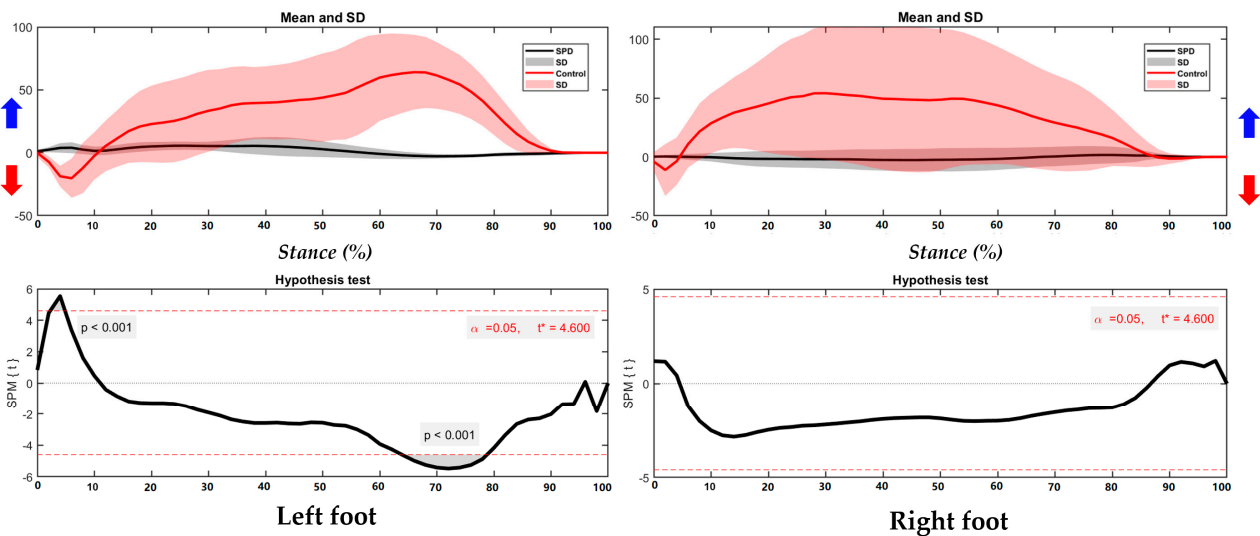 Mean and SD
100
50
0
-50
SPD
SD
Control
SD
0 10 20 30 40 50 60 70 80 90 100
Stance (%)
Hypothesis test
6
4
2
0
-2
-4
-6
SPM { t }
p < 0.001
α =0.05, t* = 4.600
p < 0.001
0 10 20 30 40 50 60 70 80 90 100
Left foot
Mean and SD
100
50
0
-50
SPD
SD
Control
SD
0 10 20 30 40 50 60 70 80 90 100
Stance (%)
Hypothesis test
5
0
-5
SPM { t }
α =0.05, t* = 4.600
0 10 20 30 40 50 60 70 80 90 100
Right foot